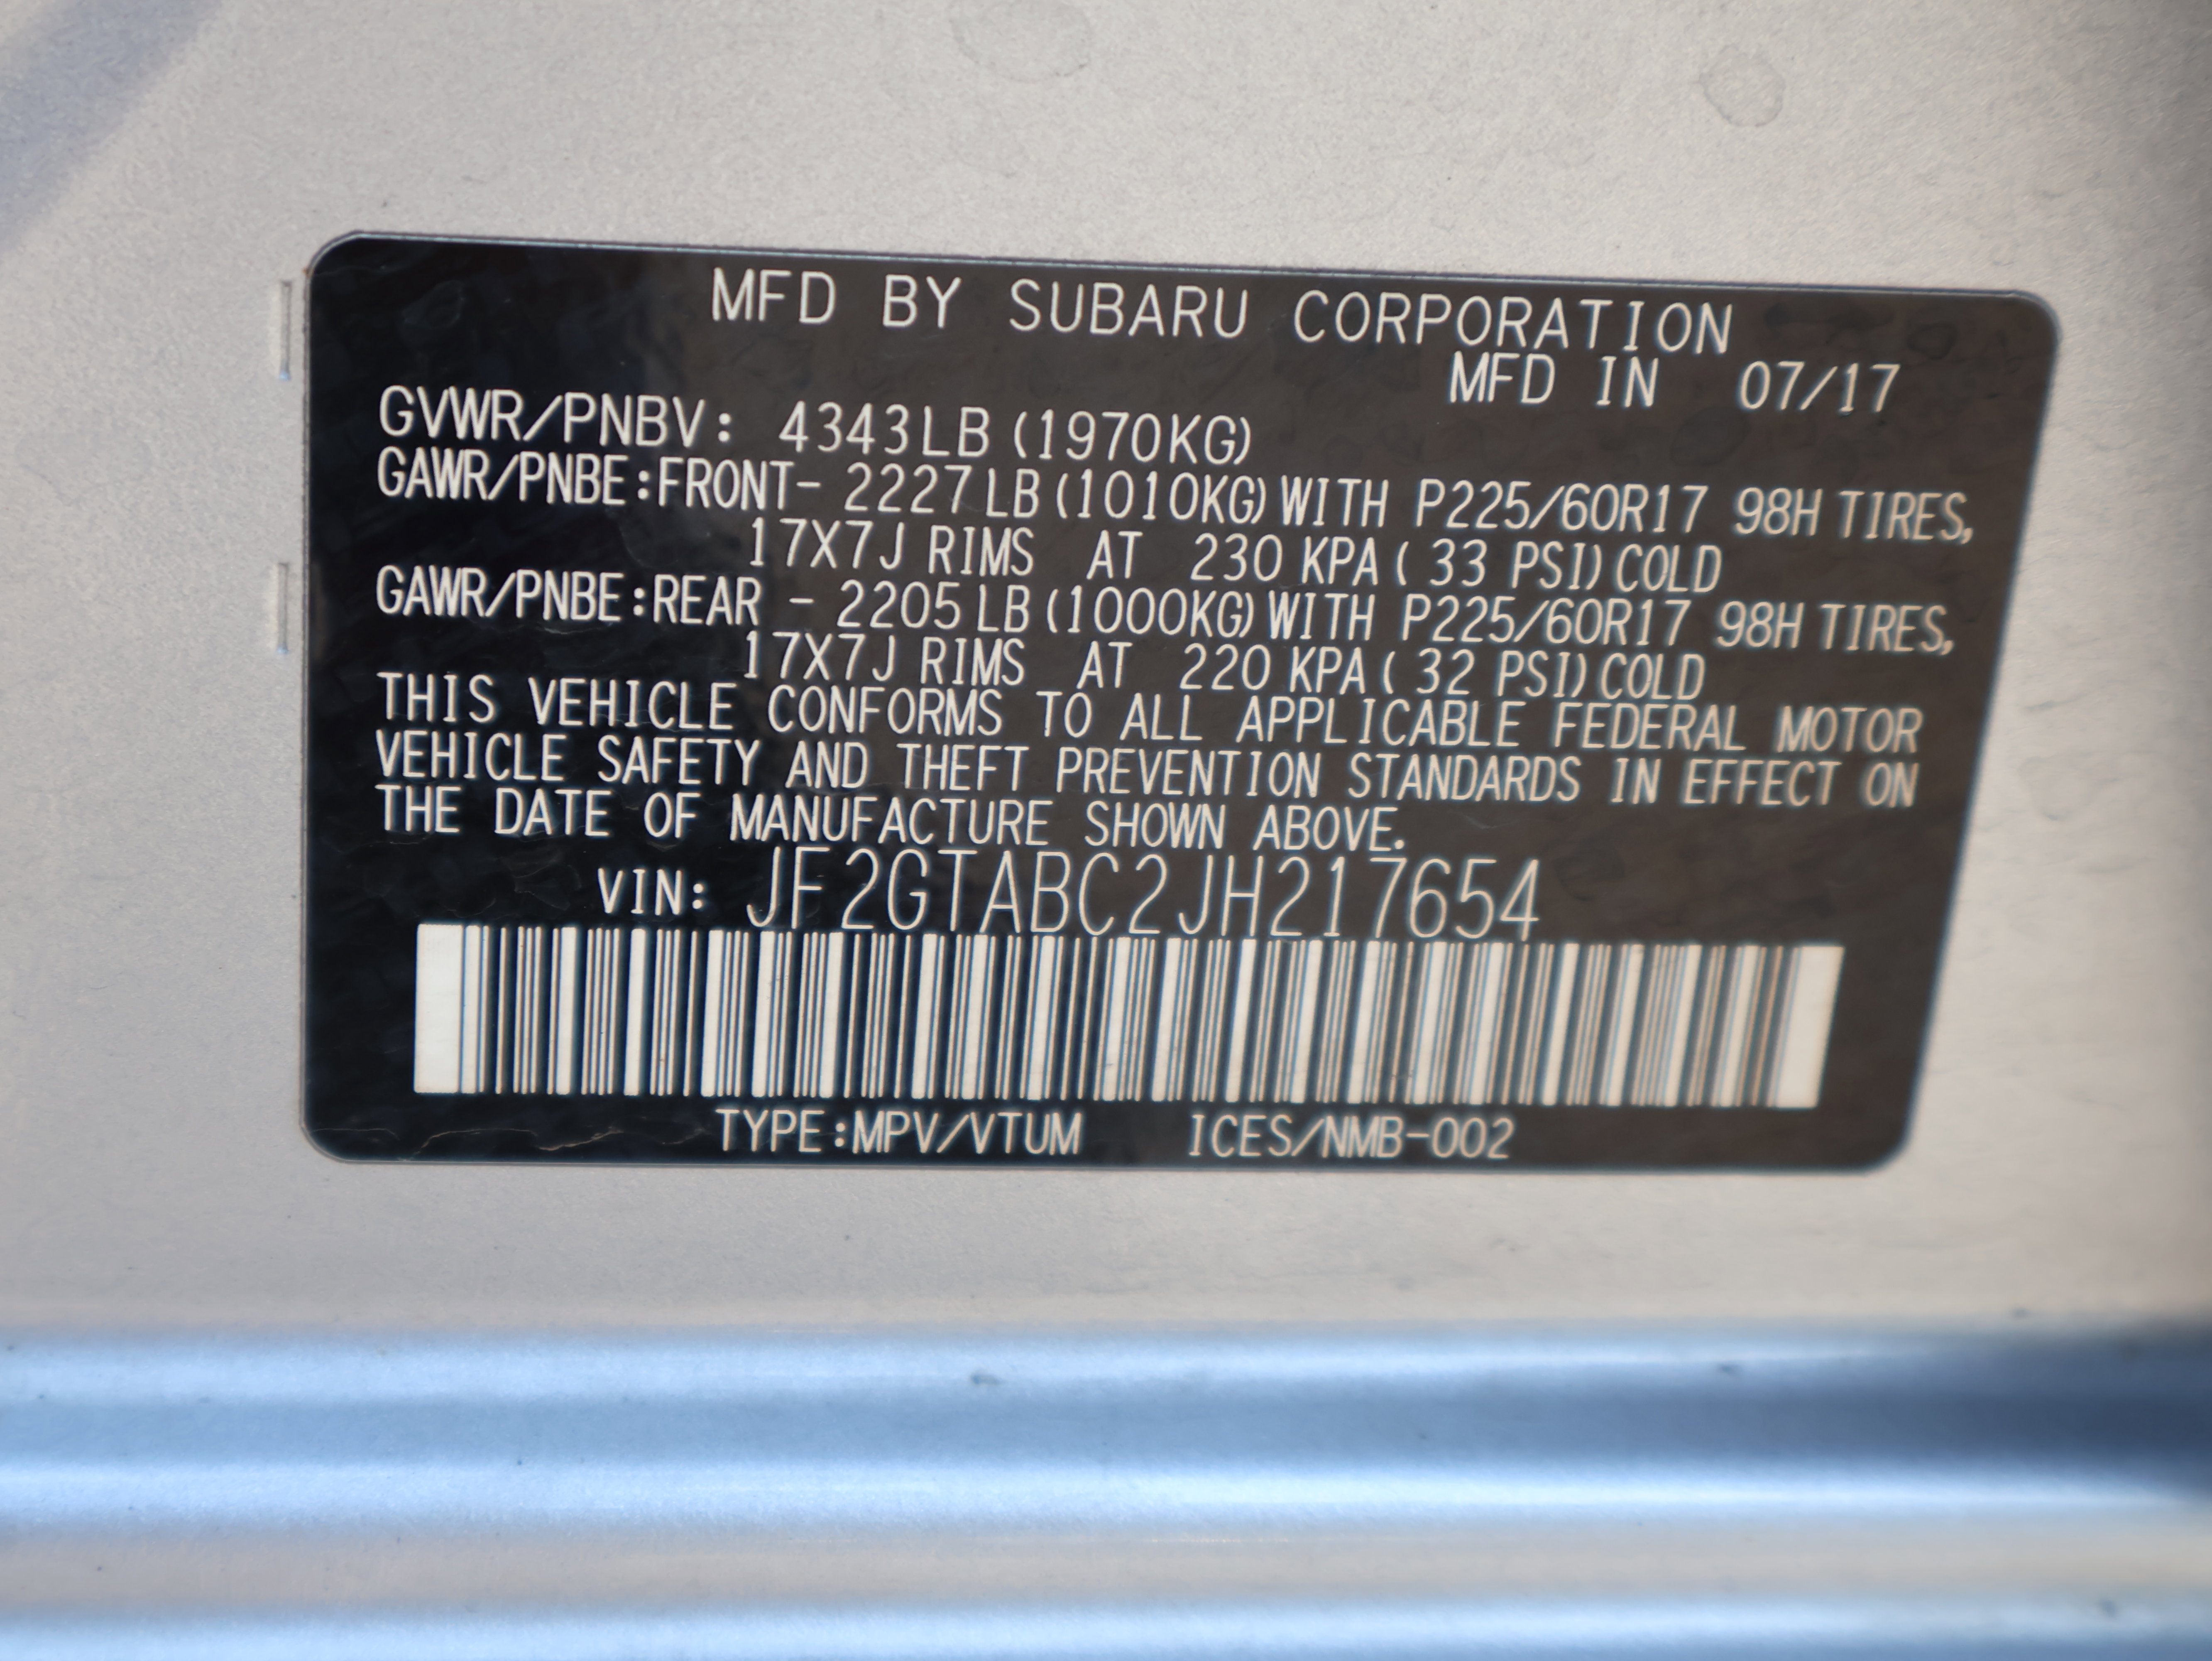 MFD BY SUBARU CORPORATION
MFD IN 07/17
GVWR/PNBV: 4343LB (1970KG)
GAWR/PNBE:FRONT- 2227LB (1010KG) WITH P225/60R17 98H TIRES,
17X7J RIMS AT 230 KPA ( 33 PSI) COLD
GAWR/PNBE:REAR - 2205LB (1000KG) WITH P225/60R17 98H TIRES,
17X7J RIMS AT 220 KPA ( 32 PSI) COLD
THIS VEHICLE CONFORMS TO ALL APPLICABLE FEDERAL MOTOR
VEHICLE SAFETY AND THEFT PREVENTION STANDARDS IN EFFECT ON
THE DATE OF MANUFACTURE SHOWN ABOVE.
VIN: JF2GTABC2JH217654
TYPE:MPV/VTUM ICES/NMB-002